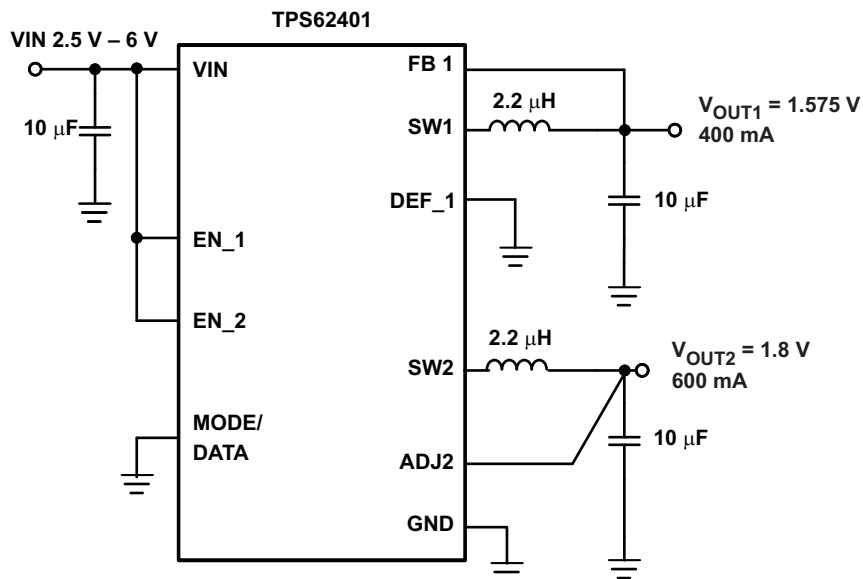 TPS62401
VIN 2.5 V – 6 V
VIN
FB 1
2.2 μH
SW1
V_OUT1 = 1.575 V
400 mA
10 μF
DEF_1
10 μF
EN_1
EN_2
2.2 μH
SW2
V_OUT2 = 1.8 V
600 mA
MODE/
DATA
10 μF
ADJ2
GND